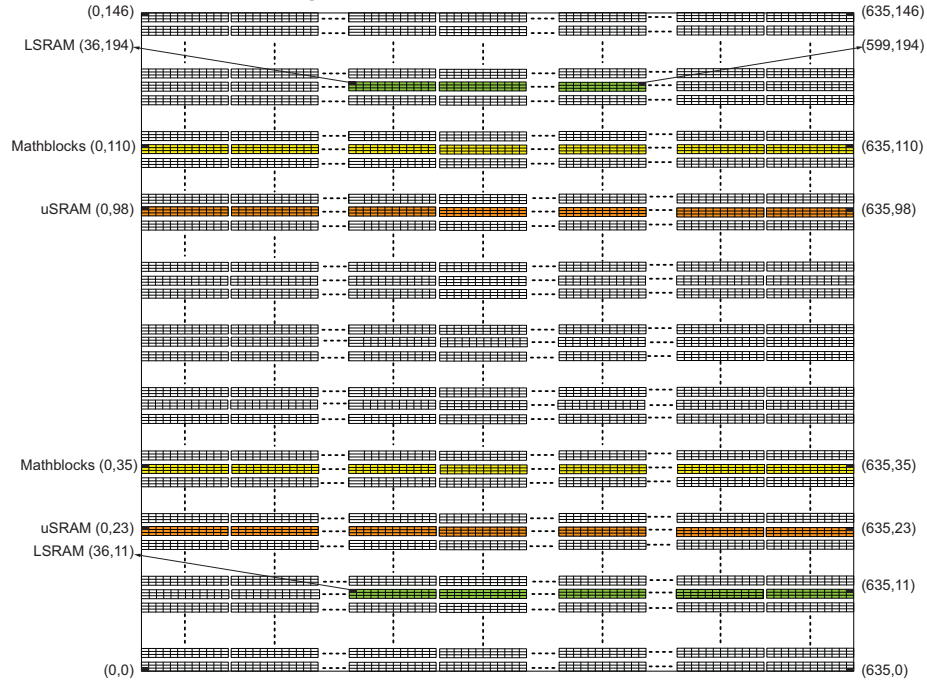 (0,146) (635,146)
LSRAM (36,194) (599,194)
Mathblocks (0,110) (635,110)
uSRAM (0,98) (635,98)
Mathblocks (0,35) (635,35)
uSRAM (0,23) (635,23)
LSRAM (36,11)
(635,11)
(0,0) (635,0)